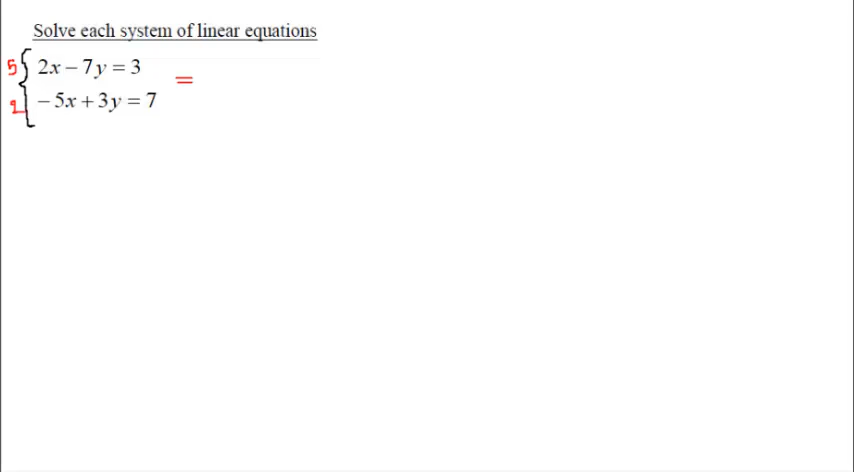 Solve each system of linear equations
5 { 2x − 7y = 3 =
2 − 5x + 3y = 7